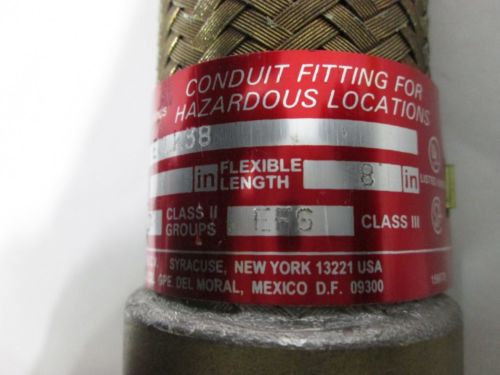 CONDUIT FITTING FOR
HAZARDOUS LOCATIONS
38
in FLEXIBLE LENGTH 8 in
CLASS II GROUPS EFG CLASS III
SYRACUSE, NEW YORK 13221 USA
GPE. DEL MORAL, MEXICO D.F. 09300